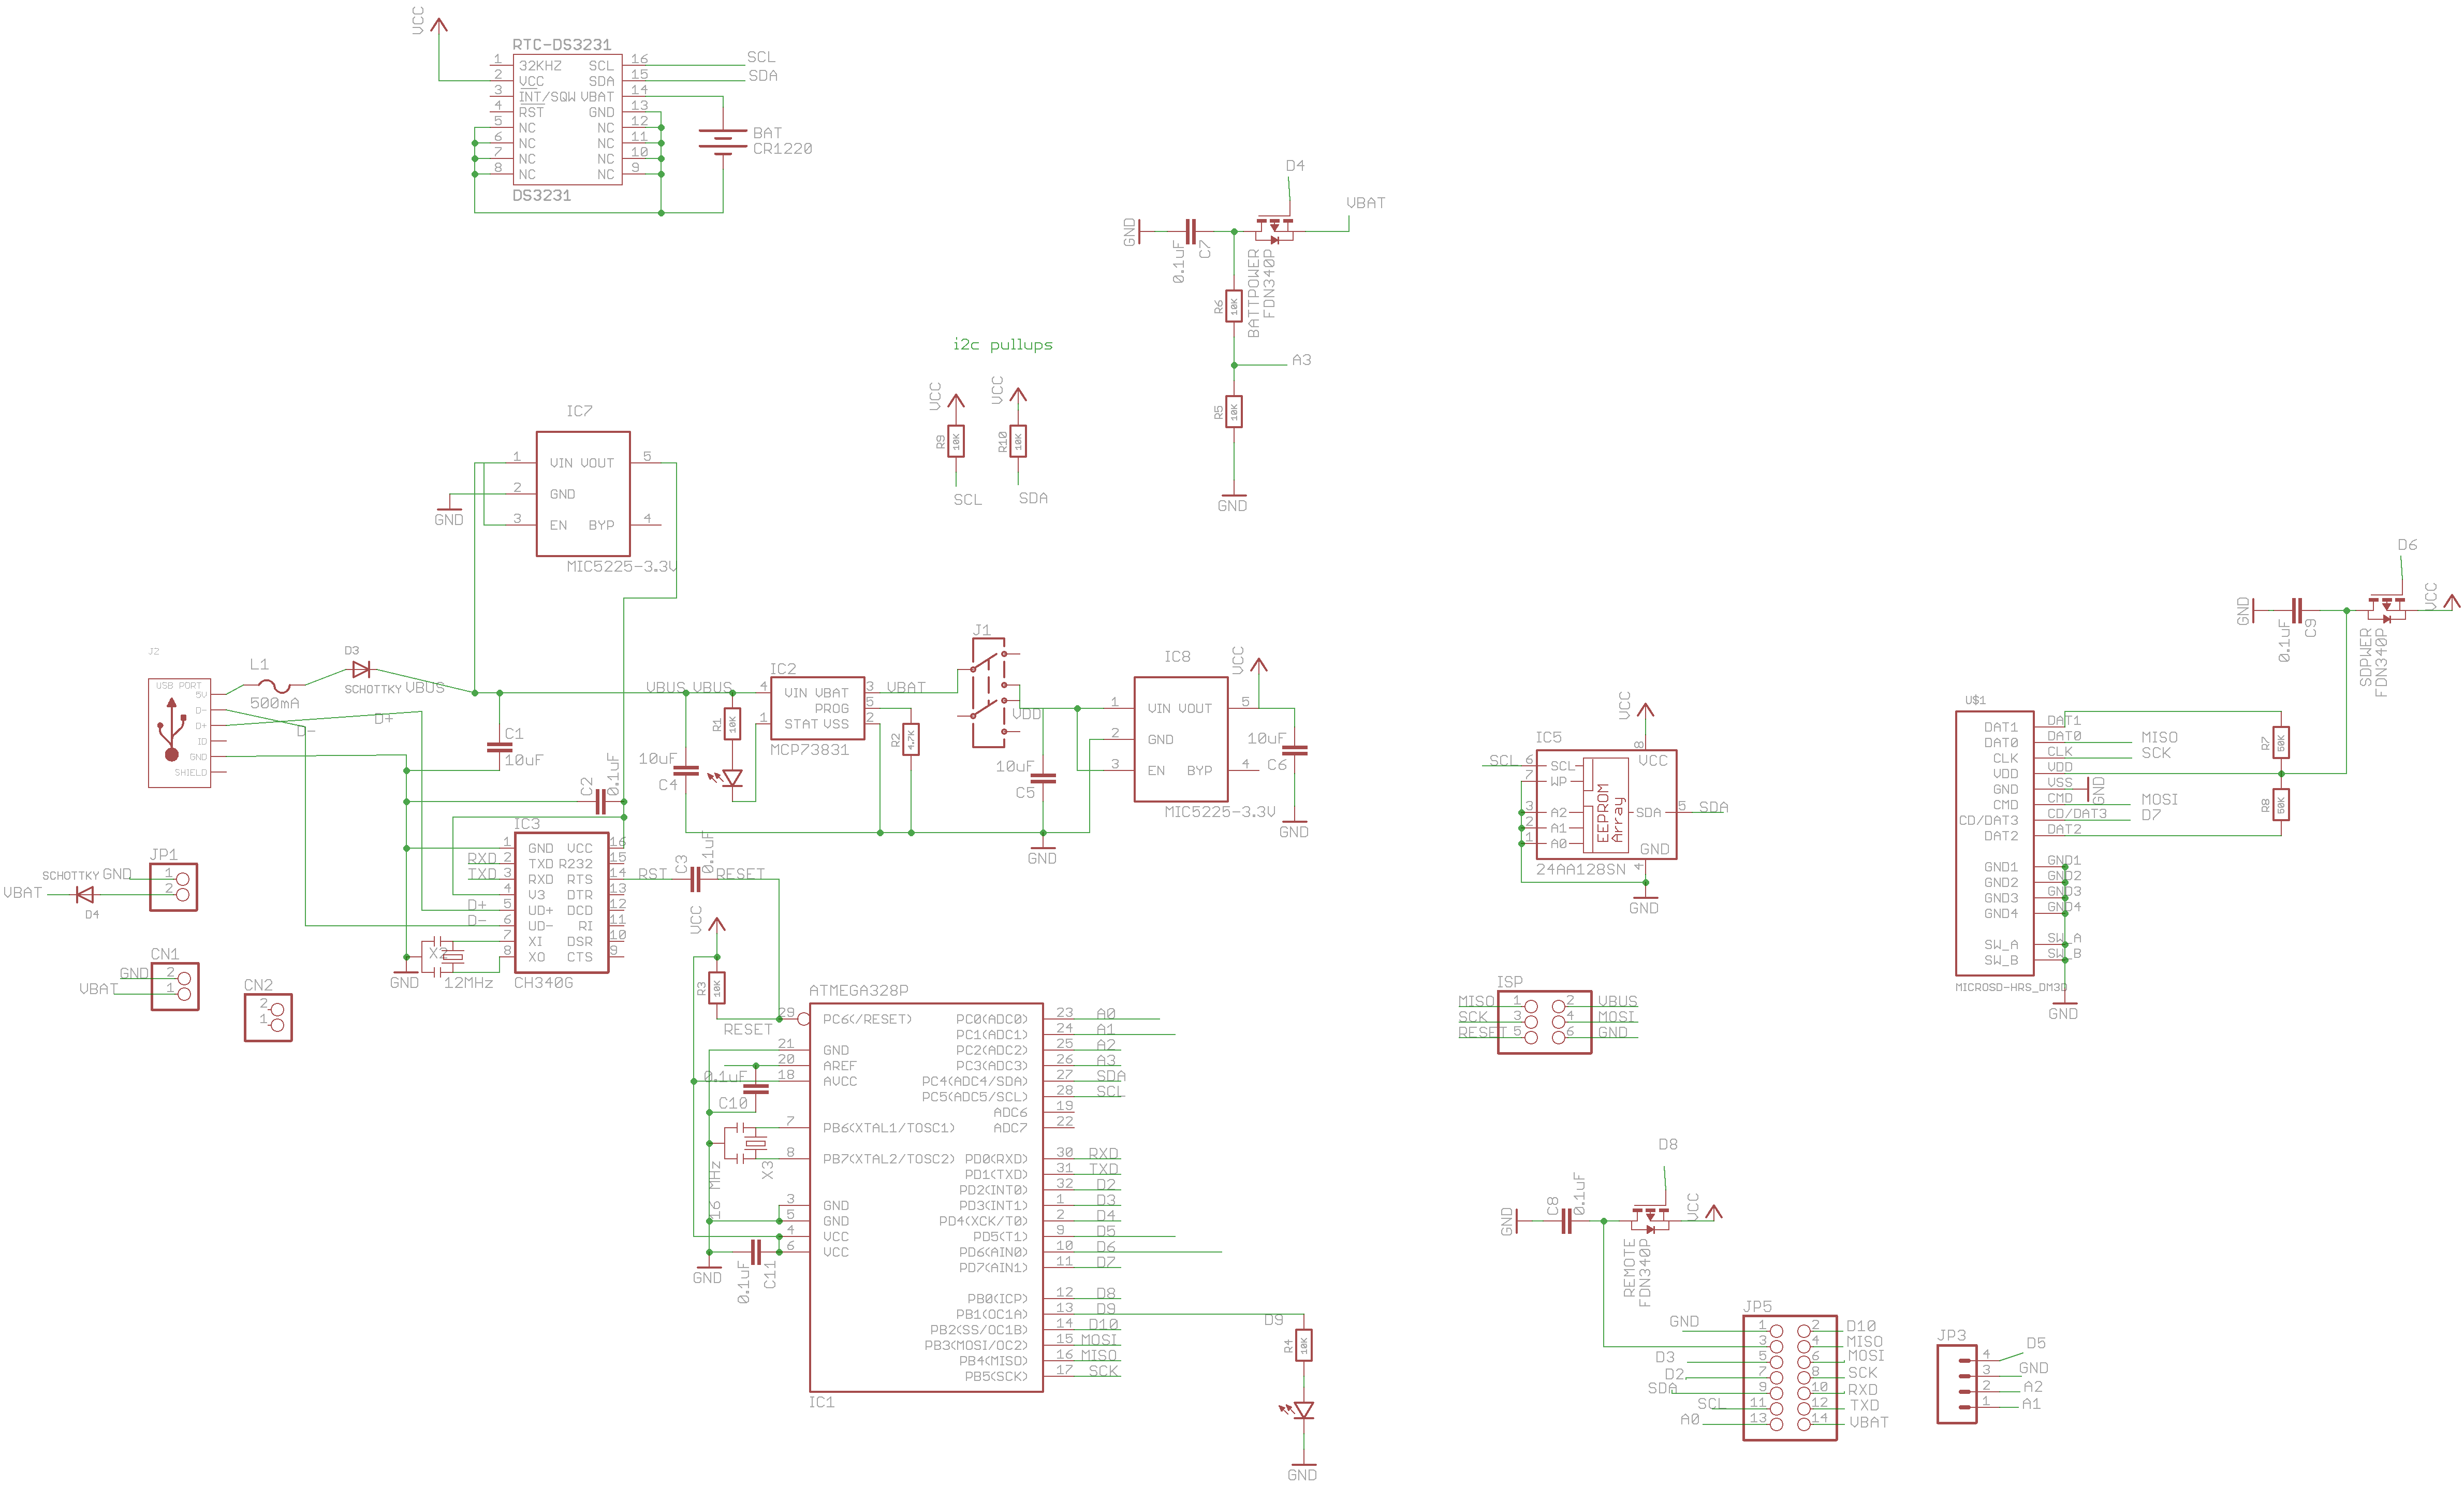 VCC
RTC-DS3231
1 32KHZ SCL 16 SCL
2 VCC SDA 15 SDA
3 INT/SQW VBAT 14
4 RST GND 13
5 NC NC 12
6 NC NC 11
7 NC NC 10
8 NC NC 9
DS3231
BAT
CR1220
D4
VBAT
GND
0.1uF
C7
BATTPOWER
FDN340P
R6 10K
A3
R5 10K
GND
i2c pullups
VCC
VCC
R9 10K
R10 10K
SCL
SDA
IC7
1 VIN VOUT 5
2 GND
3 EN BYP 4
GND
MIC5225-3.3V
J2
USB PORT
5V
D-
D+
ID
GND
SHIELD
L1
500mA
D3
SCHOTTKY
VBUS
D+
D-
C1
10uF
C2
0.1uF
VBUS VBUS
10uF
C4
R1 10K
IC2
4 VIN VBAT 3 VBAT
PROG 5
1 STAT VSS 2
MCP73831
R2 4.7K
J1
VDD
10uF
C5
GND
IC8
1 VIN VOUT 5
2 GND
3 EN BYP 4
MIC5225-3.3V
VCC
10uF
C6
GND
IC3
1 GND VCC 16
RXD 2 TXD R232 15
TXD 3 RXD RTS 14
4 V3 DTR 13
D+ 5 UD+ DCD 12
D- 6 UD- RI 11
7 XI DSR 10
8 XO CTS 9
CH340G
X2
12MHz
GND
RST
C3
0.1uF
RESET
JP1
SCHOTTKY
GND 1
VBAT 2
D4
CN1
GND 2
VBAT 1
CN2
2
1
VCC
R3 10K
RESET
ATMEGA328P
29 PC6(/RESET)
21 GND
20 AREF
18 AVCC
7 PB6(XTAL1/TOSC1)
8 PB7(XTAL2/TOSC2)
3 GND
5 GND
4 VCC
6 VCC
PC0(ADC0) 23 A0
PC1(ADC1) 24 A1
PC2(ADC2) 25 A2
PC3(ADC3) 26 A3
PC4(ADC4/SDA) 27 SDA
PC5(ADC5/SCL) 28 SCL
ADC6 19
ADC7 22
PD0(RXD) 30 RXD
PD1(TXD) 31 TXD
PD2(INT0) 32 D2
PD3(INT1) 1 D3
PD4(XCK/T0) 2 D4
PD5(T1) 9 D5
PD6(AIN0) 10 D6
PD7(AIN1) 11 D7
PB0(ICP) 12 D8
PB1(OC1A) 13 D9
PB2(SS/OC1B) 14 D10
PB3(MOSI/OC2) 15 MOSI
PB4(MISO) 16 MISO
PB5(SCK) 17 SCK
IC1
0.1uF
C10
16 MHz
X3
0.1uF
C11
GND
D9
R4 10K
GND
IC5
VCC
8
VCC
SCL 6 SCL
7 WP
3 A2
2 A1
1 A0
EEPROM
Array
SDA 5 SDA
GND
4
24AA128SN
GND
ISP
MISO 1 2 VBUS
SCK 3 4 MOSI
RESET 5 6 GND
U$1
DAT1 DAT1
DAT0 DAT0 MISO
CLK CLK SCK
VDD VDD
GND VSS GND
CMD CMD MOSI
CD/DAT3 CD/DAT3 D7
DAT2 DAT2
GND1 GND1
GND2 GND2
GND3 GND3
GND4 GND4
SW_A SW_A
SW_B SW_B
MICROSD-HRS_DM3D
GND
R7 50K
R8 50K
D6
VCC
GND
0.1uF
C9
SDPWER
FDN340P
D8
VCC
GND
C8
0.1uF
REMOTE
FDN340P
JP5
GND 1 2 D10
3 4 MISO
D3 5 6 MOSI
D2 7 8 SCK
SDA 9 10 RXD
SCL 11 12 TXD
A0 13 14 VBAT
JP3
4 D5
3 GND
2 A2
1 A1